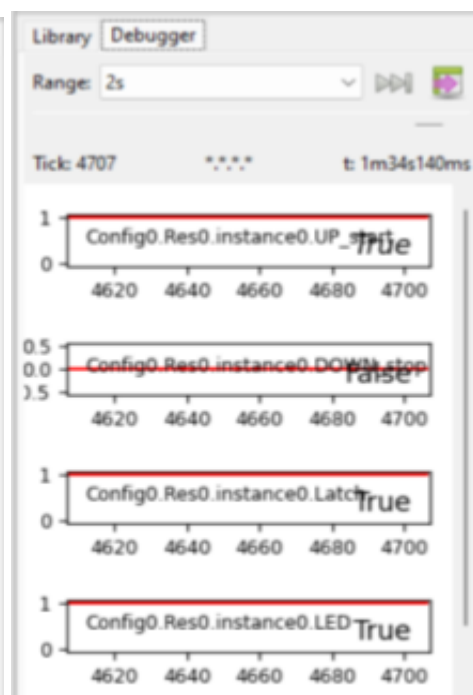 Library Debugger
Range: 2s
Tick: 4707 *.*.*.* t: 1m34s140ms
1
Config0.Res0.instance0.UP_start
True
0
4620 4640 4660 4680 4700
0.5
0.0
Config0.Res0.instance0.DOWN_stop
False
0.5
4620 4640 4660 4680 4700
1
Config0.Res0.instance0.Latch
True
0
4620 4640 4660 4680 4700
1
Config0.Res0.instance0.LED
True
0
4620 4640 4660 4680 4700